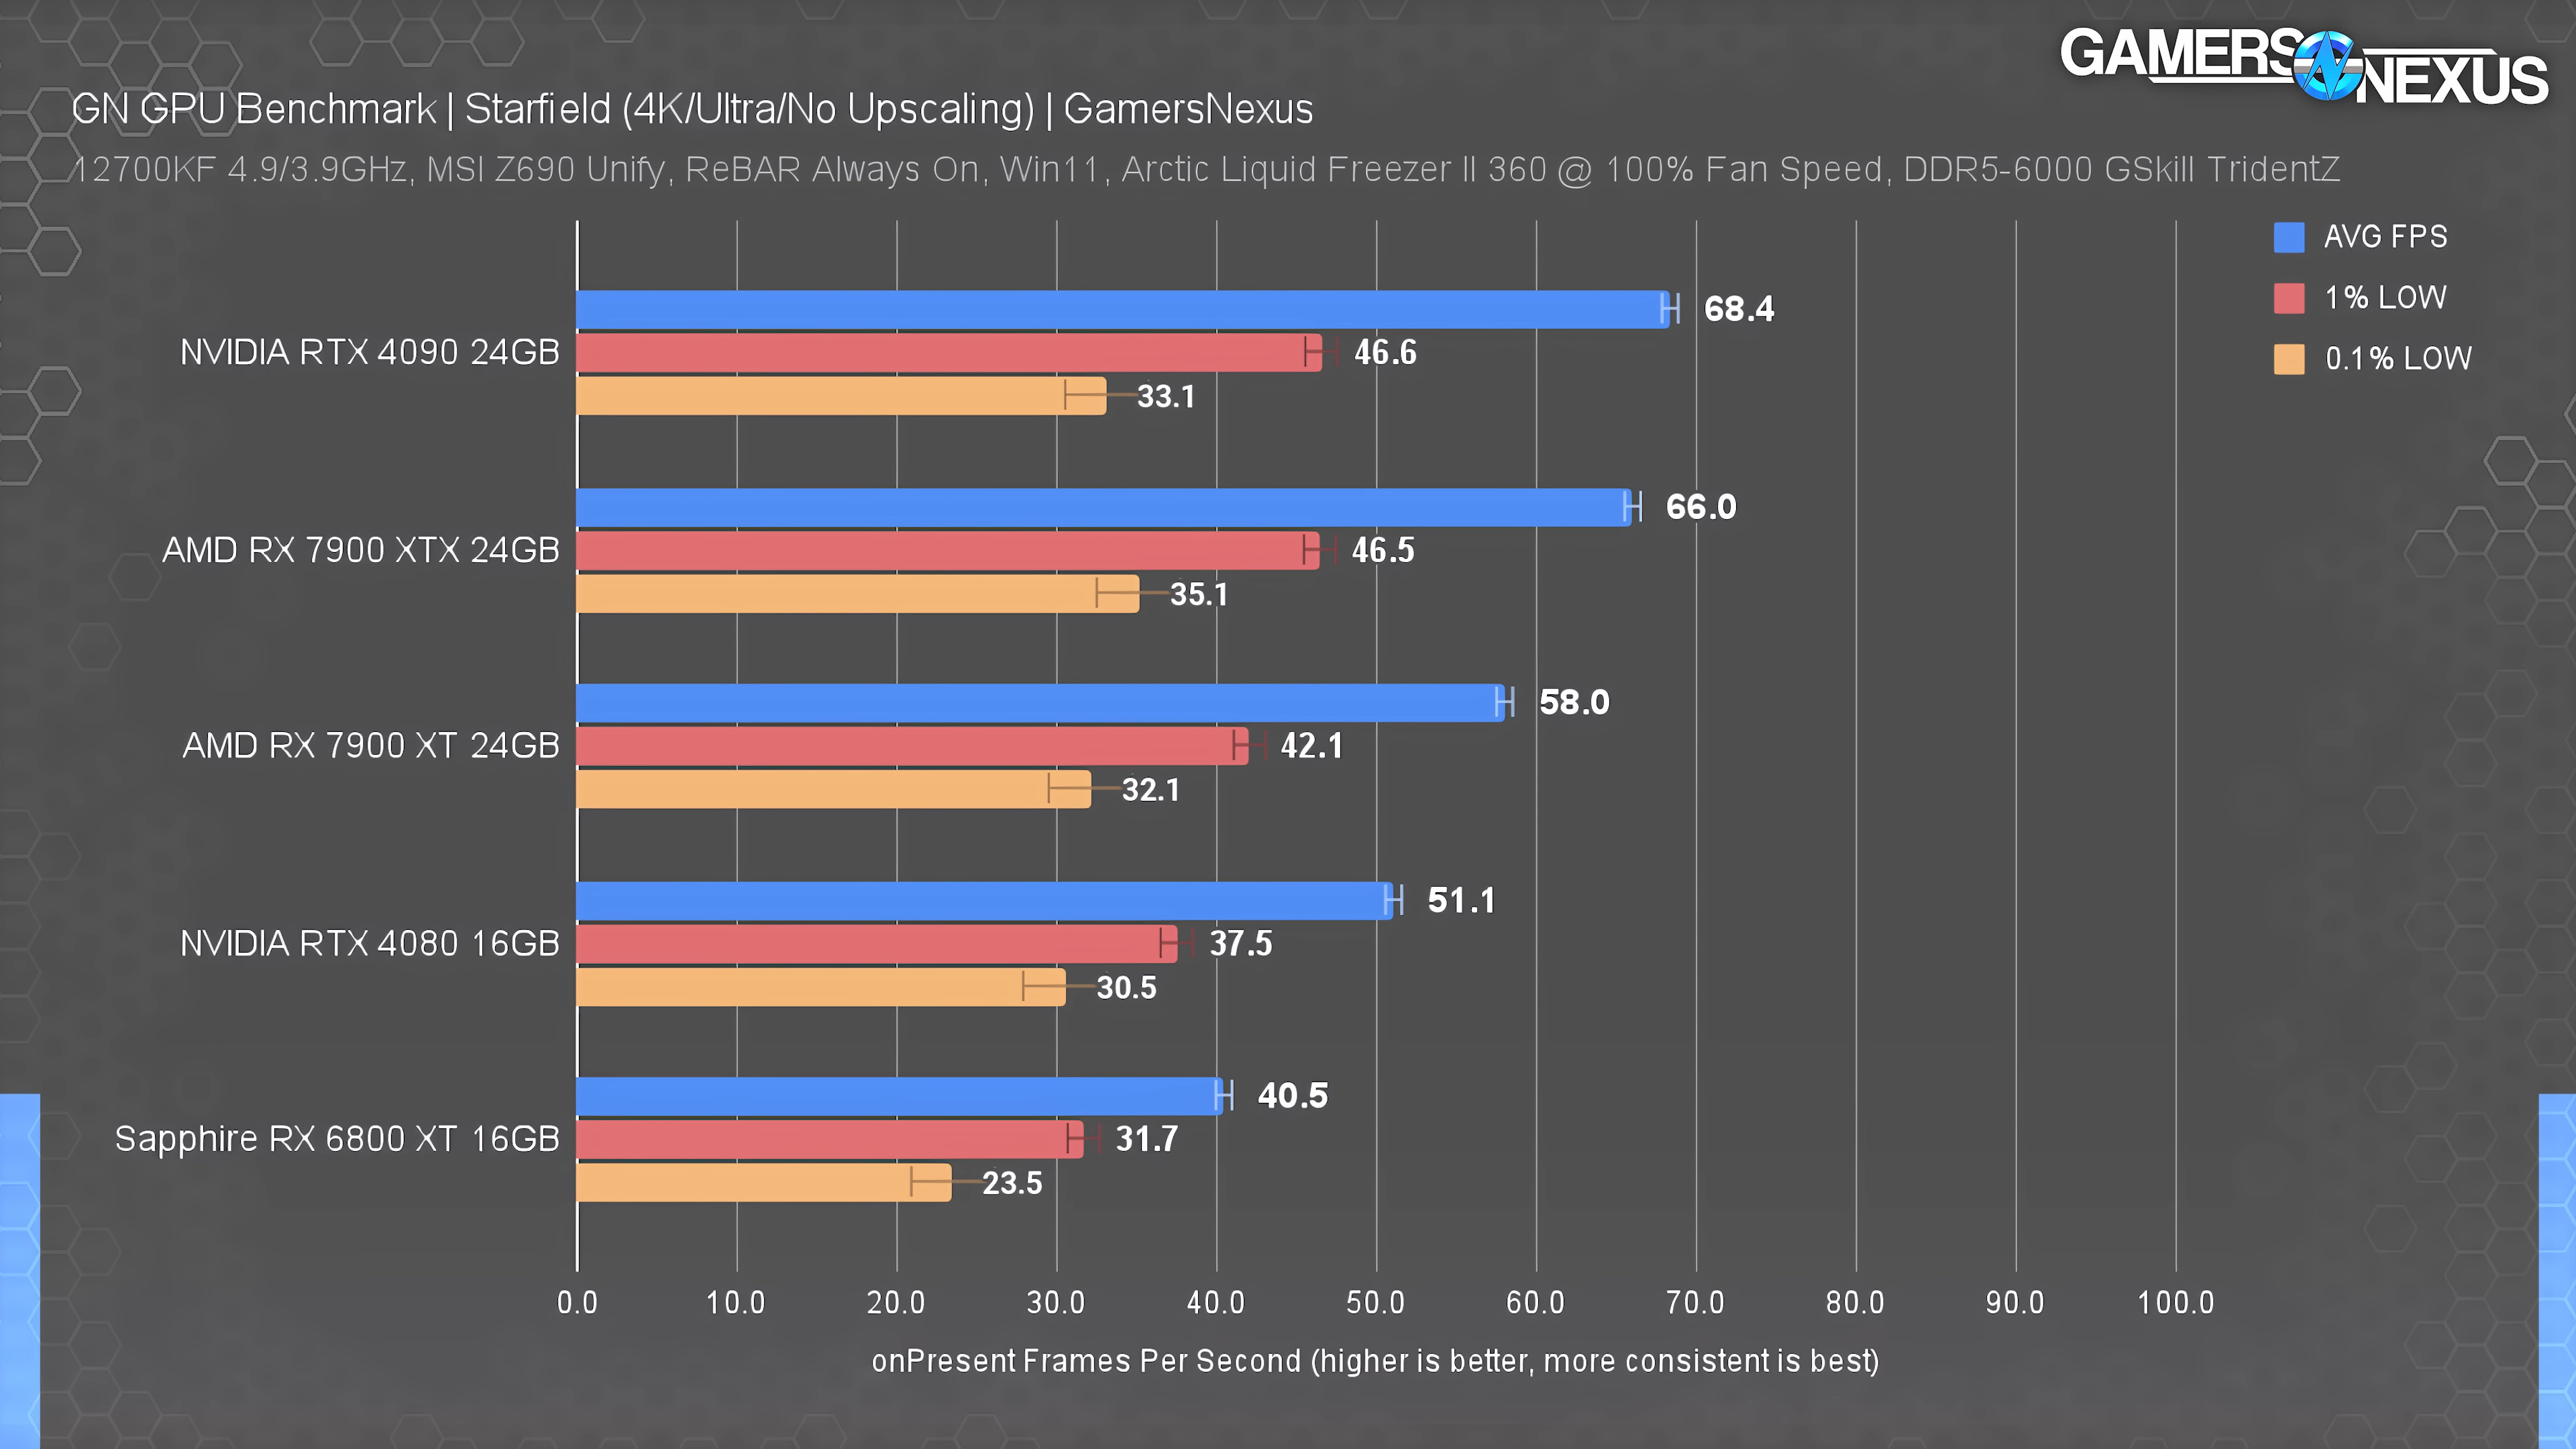 GAMERS NEXUS
GN GPU Benchmark | Starfield (4K/Ultra/No Upscaling) | GamersNexus
12700KF 4.9/3.9GHz, MSI Z690 Unify, ReBAR Always On, Win11, Arctic Liquid Freezer II 360 @ 100% Fan Speed, DDR5-6000 GSkill TridentZ
AVG FPS
1% LOW
0.1% LOW
NVIDIA RTX 4090 24GB
68.4
46.6
33.1
AMD RX 7900 XTX 24GB
66.0
46.5
35.1
AMD RX 7900 XT 24GB
58.0
42.1
32.1
NVIDIA RTX 4080 16GB
51.1
37.5
30.5
Sapphire RX 6800 XT 16GB
40.5
31.7
23.5
0.0 10.0 20.0 30.0 40.0 50.0 60.0 70.0 80.0 90.0 100.0
onPresent Frames Per Second (higher is better, more consistent is best)